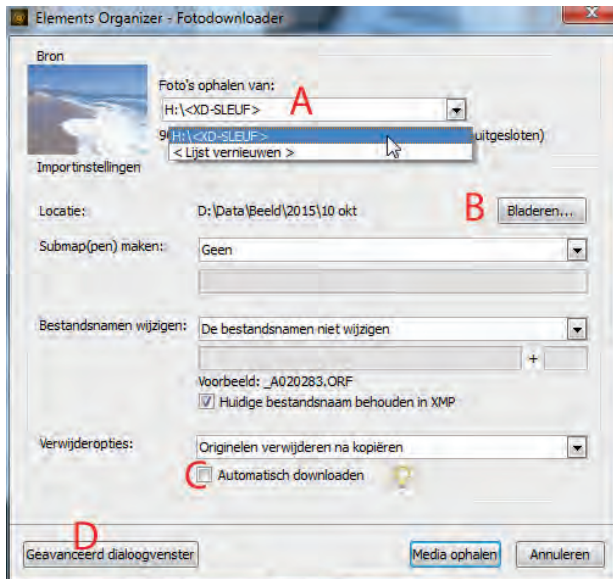 Elements Organizer - Fotodownloader
Bron
Foto's ophalen van:
H:\<XD-SLEUF> A
H:\<XD-SLEUF> uitgesloten)
< Lijst vernieuwen >
Importinstellingen
Locatie: D:\Data\Beeld\2015\10 okt B Bladeren...
Submap(pen) maken: Geen
Bestandsnamen wijzigen: De bestandsnamen niet wijzigen
+
Voorbeeld: _A020283.ORF
Huidige bestandsnaam behouden in XMP
Verwijderopties: Originelen verwijderen na kopiëren
C Automatisch downloaden
D
Geavanceerd dialoogvenster Media ophalen Annuleren